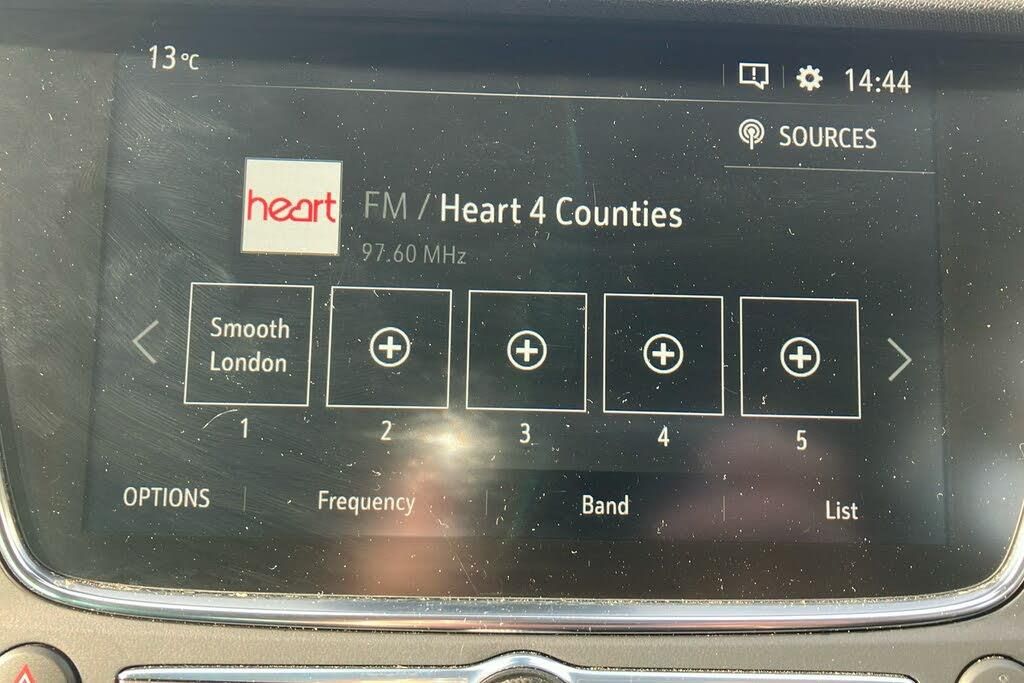 13°C
14:44
SOURCES
heart
FM / Heart 4 Counties
97.60 MHz
Smooth
London
1 2 3 4 5
OPTIONS Frequency Band List